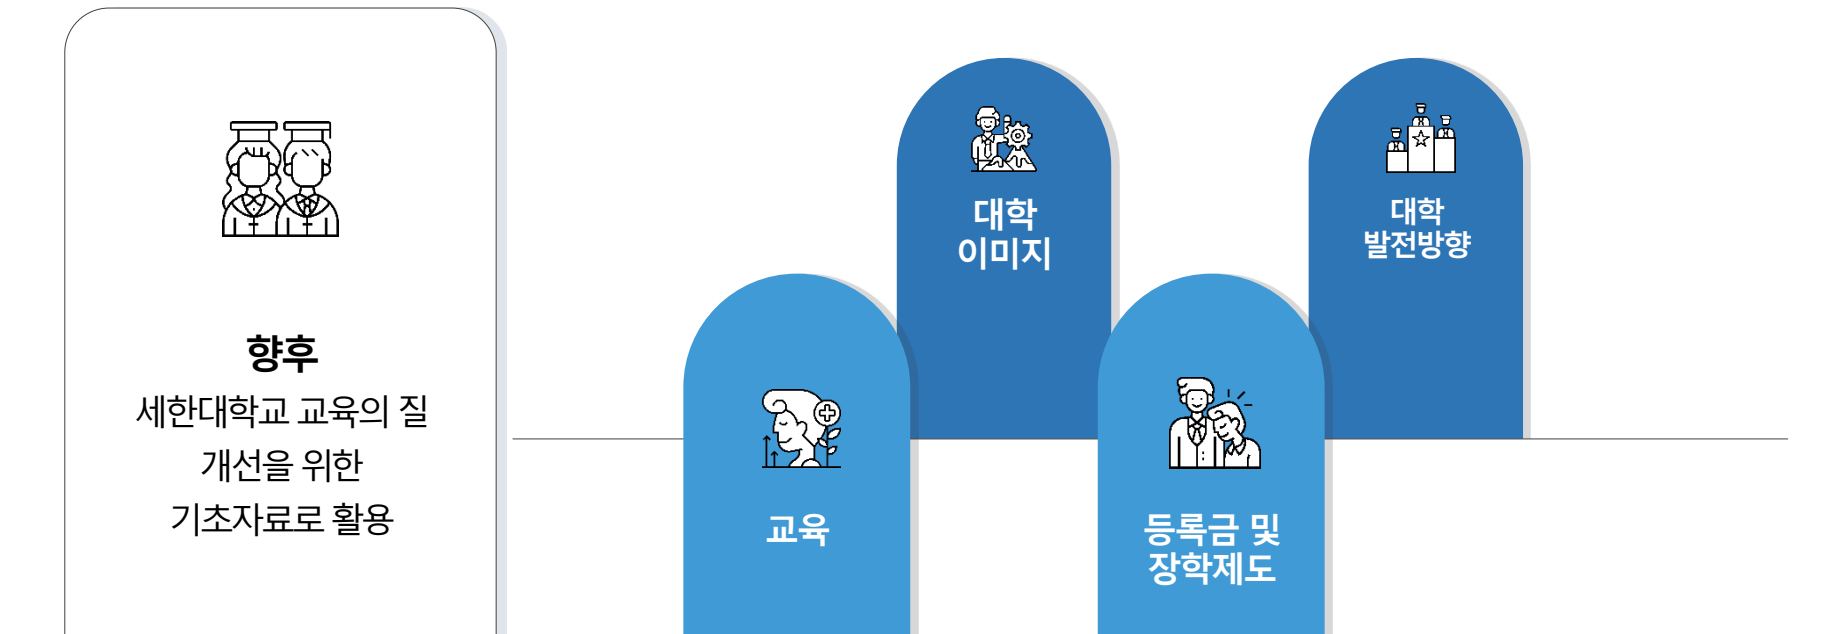 향후
세한대학교 교육의 질
개선을 위한
기초자료로 활용
교육
대학
이미지
등록금 및
장학제도
대학
발전방향